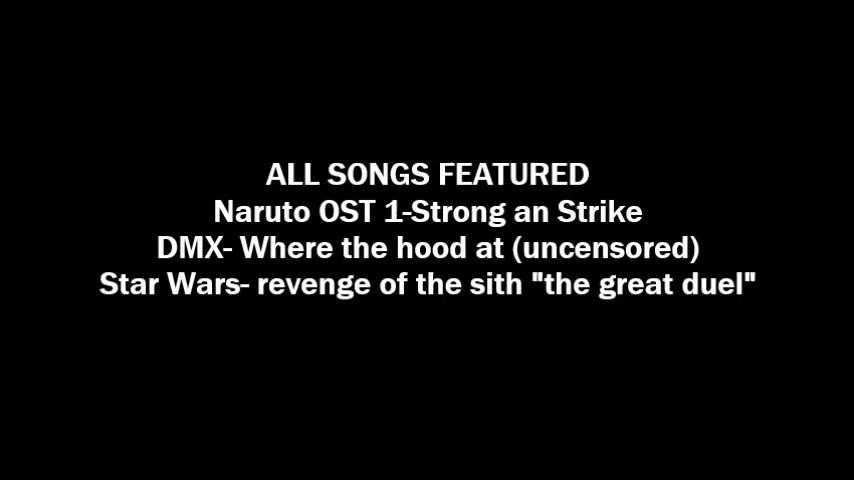 ALL SONGS FEATURED
Naruto OST 1-Strong an Strike
DMX- Where the hood at (uncensored)
Star Wars- revenge of the sith "the great duel"